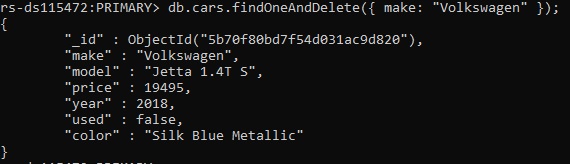 rs-ds115472:PRIMARY> db.cars.findOneAndDelete({ make: "Volkswagen" });
{
        "_id" : ObjectId("5b70f80bd7f54d031ac9d820"),
        "make" : "Volkswagen",
        "model" : "Jetta 1.4T S",
        "price" : 19495,
        "year" : 2018,
        "used" : false,
        "color" : "Silk Blue Metallic"
}